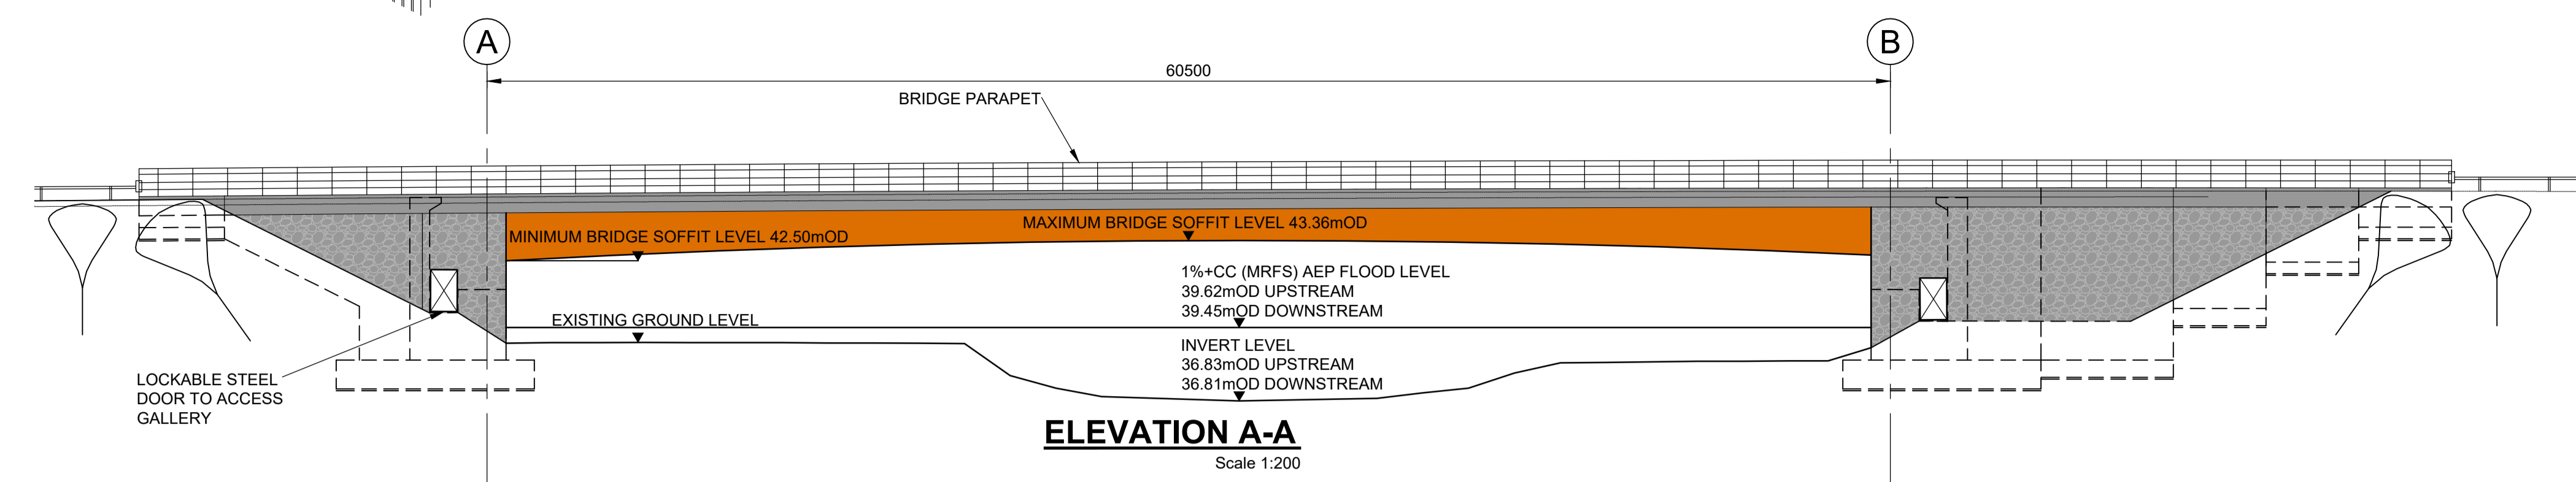 A
B
60500
BRIDGE PARAPET
MAXIMUM BRIDGE SOFFIT LEVEL 43.36mOD
MINIMUM BRIDGE SOFFIT LEVEL 42.50mOD
1%+CC (MRFS) AEP FLOOD LEVEL
39.62mOD UPSTREAM
39.45mOD DOWNSTREAM
EXISTING GROUND LEVEL
INVERT LEVEL
36.83mOD UPSTREAM
36.81mOD DOWNSTREAM
LOCKABLE STEEL
DOOR TO ACCESS
GALLERY
ELEVATION A-A
Scale 1:200